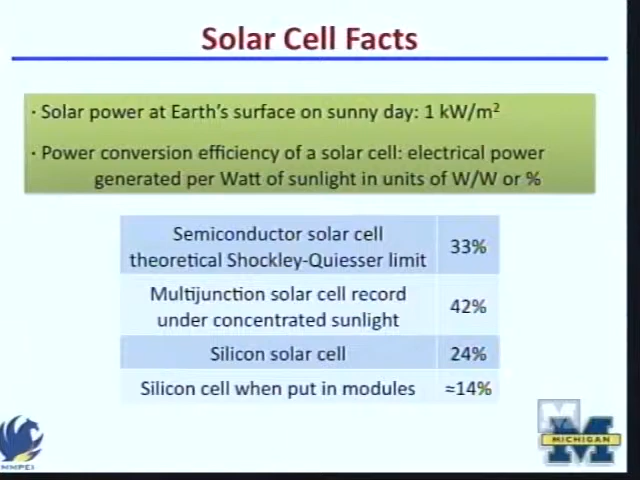 Solar Cell Facts
· Solar power at Earth's surface on sunny day: 1 kW/m²
· Power conversion efficiency of a solar cell: electrical power
generated per Watt of sunlight in units of W/W or %
Semiconductor solar cell
theoretical Shockley-Quiesser limit
33%
Multijunction solar cell record
under concentrated sunlight
42%
Silicon solar cell
24%
Silicon cell when put in modules
≈14%
NNPEI
M
MICHIGAN